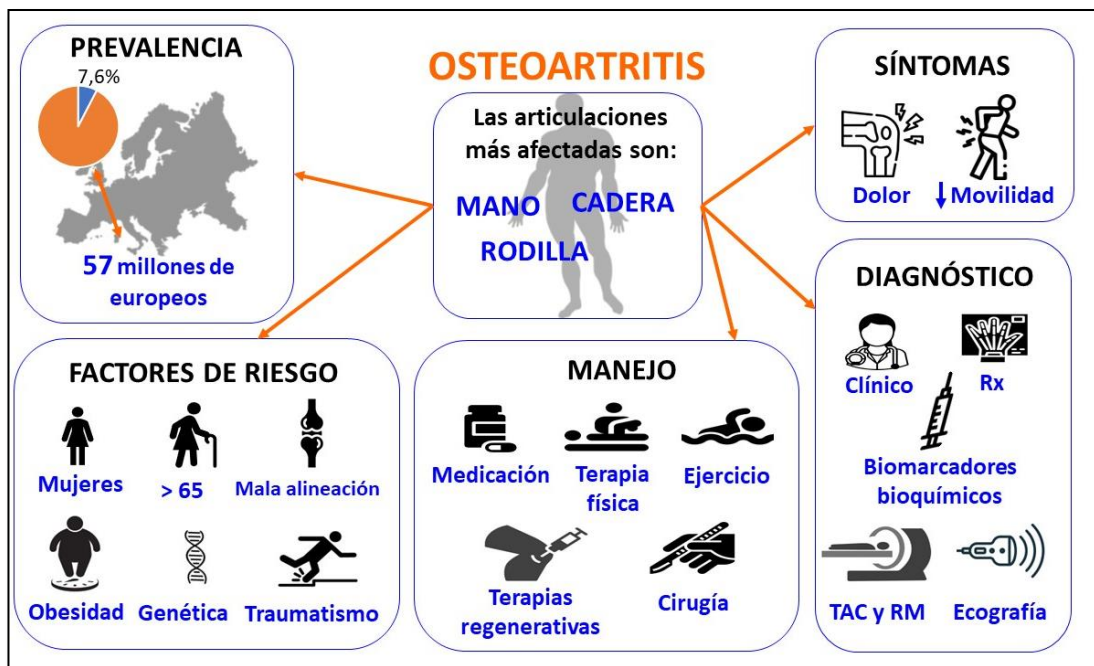 PREVALENCIA
7,6%
57 millones de
europeos
OSTEOARTRITIS
Las articulaciones
más afectadas son:
MANO
CADERA
RODILLA
SÍNTOMAS
Dolor
Movilidad
DIAGNÓSTICO
Clínico
Rx
Biomarcadores
bioquímicos
TAC y RM
Ecografía
FACTORES DE RIESGO
Mujeres
> 65
Mala alineación
Obesidad
Genética
Traumatismo
MANEJO
Medicación
Terapia
física
Ejercicio
Terapias
regenerativas
Cirugía